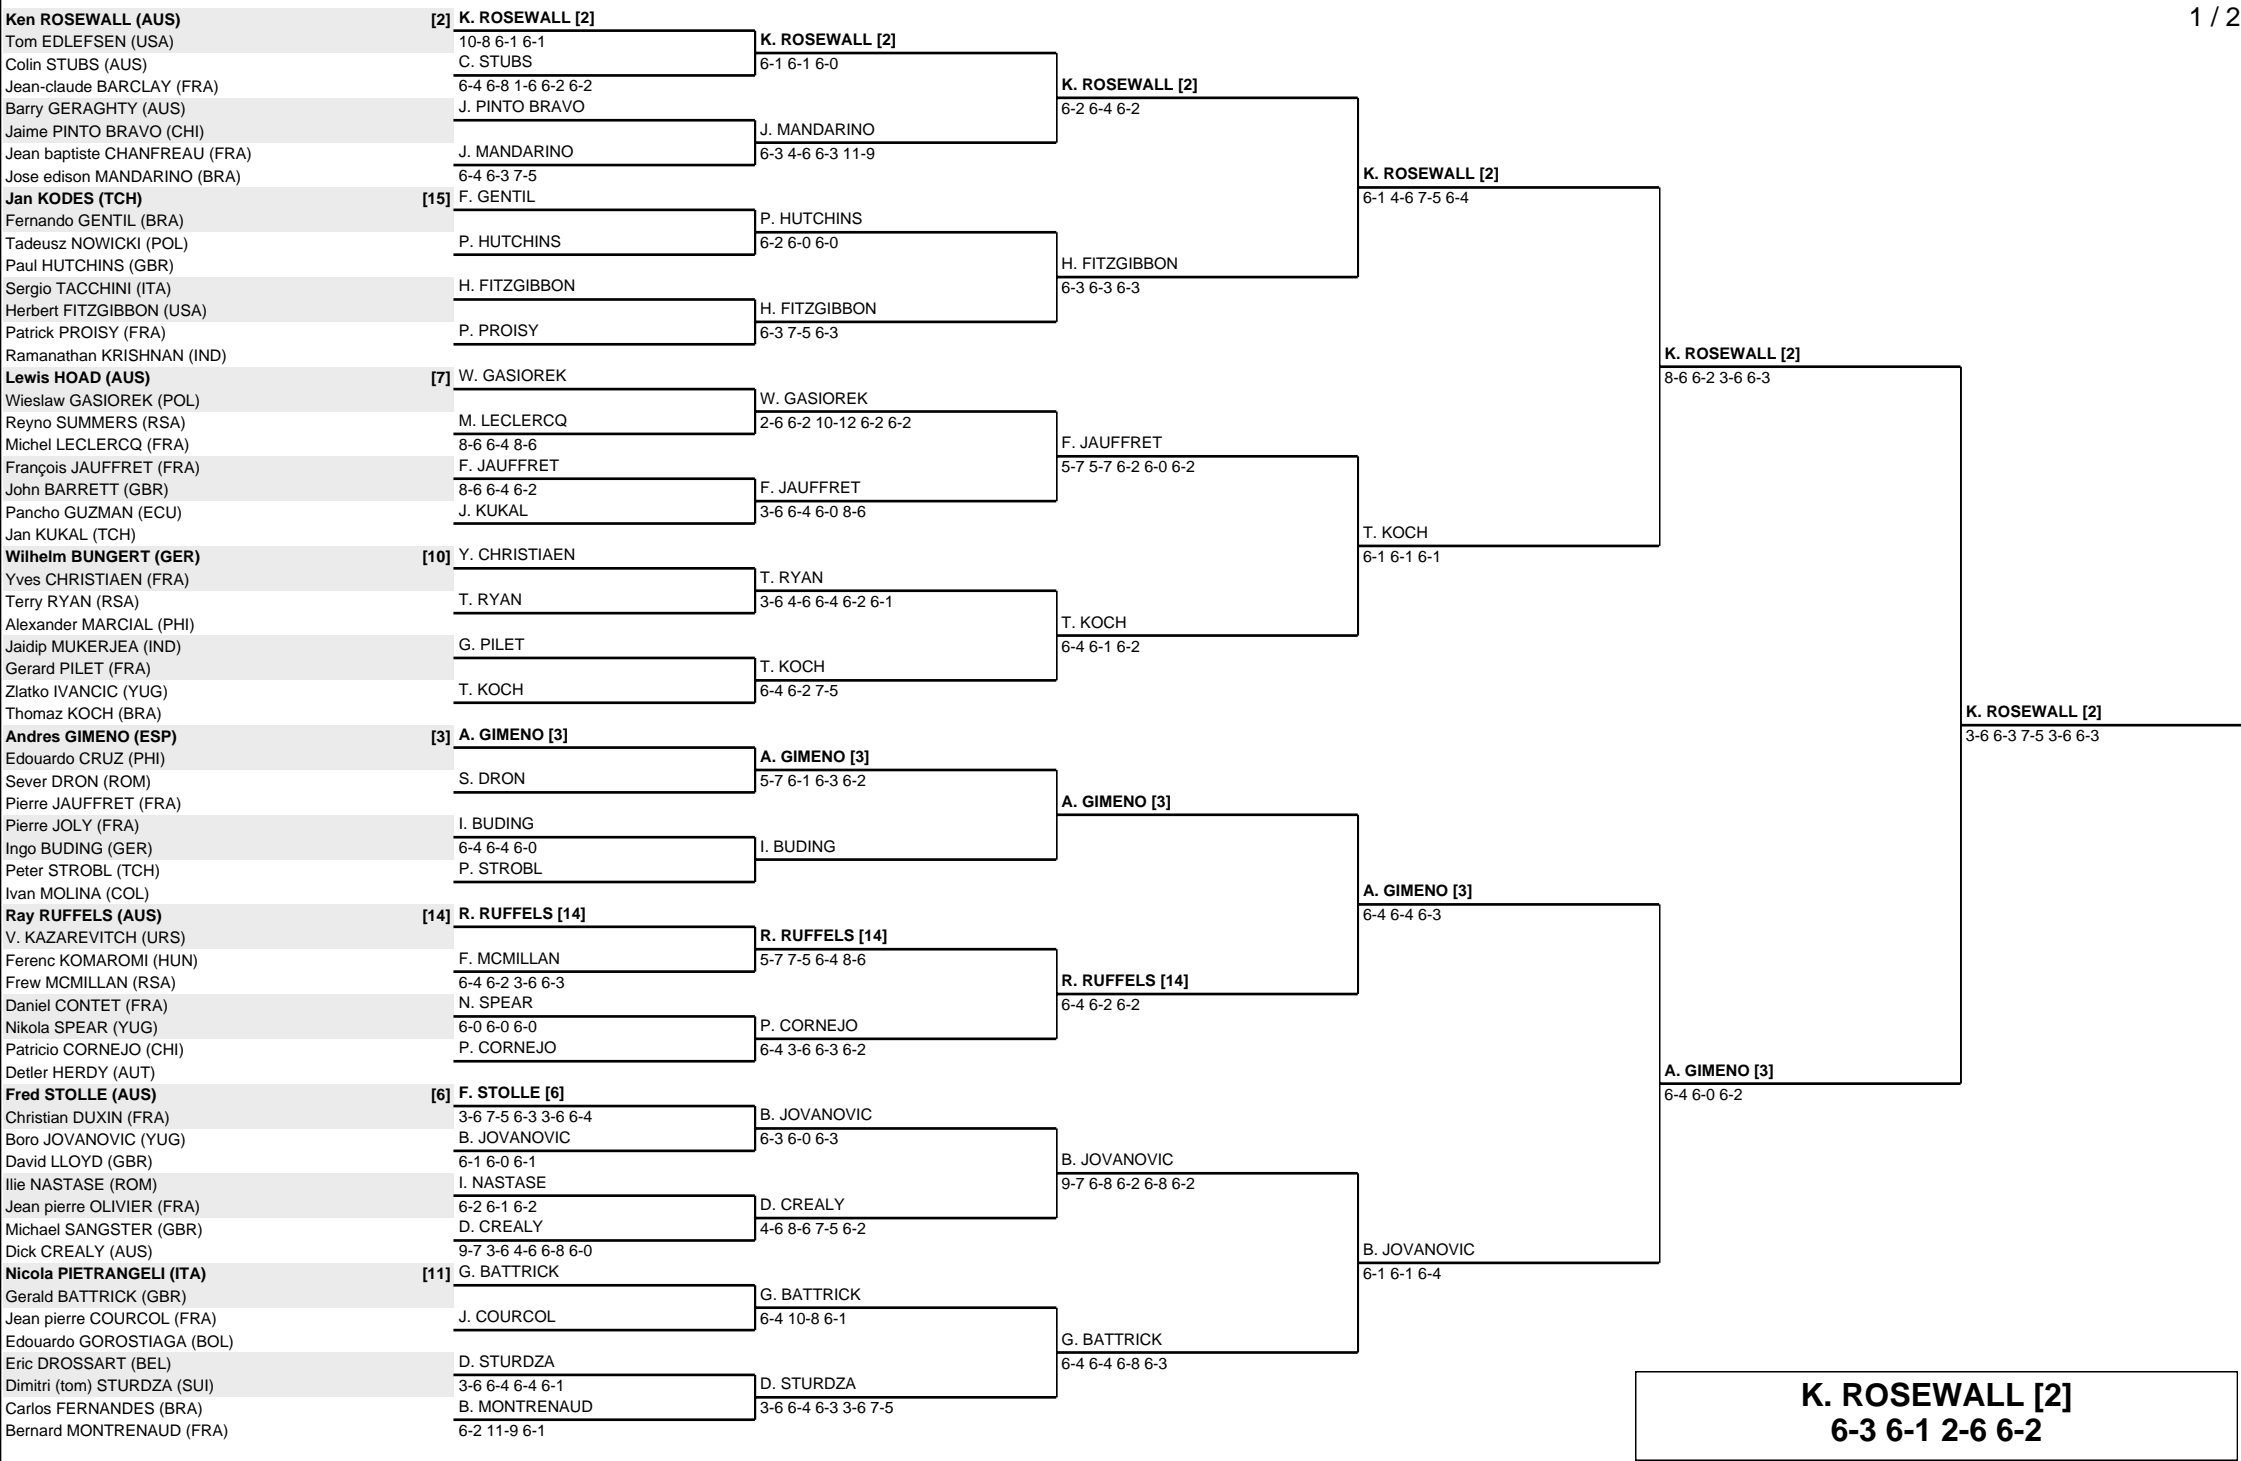 1 / 2
Ken ROSEWALL (AUS) [2]
Tom EDLEFSEN (USA)
Colin STUBS (AUS)
Jean-claude BARCLAY (FRA)
Barry GERAGHTY (AUS)
Jaime PINTO BRAVO (CHI)
Jean baptiste CHANFREAU (FRA)
Jose edison MANDARINO (BRA)
Jan KODES (TCH) [15]
Fernando GENTIL (BRA)
Tadeusz NOWICKI (POL)
Paul HUTCHINS (GBR)
Sergio TACCHINI (ITA)
Herbert FITZGIBBON (USA)
Patrick PROISY (FRA)
Ramanathan KRISHNAN (IND)
Lewis HOAD (AUS) [7]
Wieslaw GASIOREK (POL)
Reyno SUMMERS (RSA)
Michel LECLERCQ (FRA)
François JAUFFRET (FRA)
John BARRETT (GBR)
Pancho GUZMAN (ECU)
Jan KUKAL (TCH)
Wilhelm BUNGERT (GER) [10]
Yves CHRISTIAEN (FRA)
Terry RYAN (RSA)
Alexander MARCIAL (PHI)
Jaidip MUKERJEA (IND)
Gerard PILET (FRA)
Zlatko IVANCIC (YUG)
Thomaz KOCH (BRA)
Andres GIMENO (ESP) [3]
Edouardo CRUZ (PHI)
Sever DRON (ROM)
Pierre JAUFFRET (FRA)
Pierre JOLY (FRA)
Ingo BUDING (GER)
Peter STROBL (TCH)
Ivan MOLINA (COL)
Ray RUFFELS (AUS) [14]
V. KAZAREVITCH (URS)
Ferenc KOMAROMI (HUN)
Frew MCMILLAN (RSA)
Daniel CONTET (FRA)
Nikola SPEAR (YUG)
Patricio CORNEJO (CHI)
Detler HERDY (AUT)
Fred STOLLE (AUS) [6]
Christian DUXIN (FRA)
Boro JOVANOVIC (YUG)
David LLOYD (GBR)
Ilie NASTASE (ROM)
Jean pierre OLIVIER (FRA)
Michael SANGSTER (GBR)
Dick CREALY (AUS)
Nicola PIETRANGELI (ITA) [11]
Gerald BATTRICK (GBR)
Jean pierre COURCOL (FRA)
Edouardo GOROSTIAGA (BOL)
Eric DROSSART (BEL)
Dimitri (tom) STURDZA (SUI)
Carlos FERNANDES (BRA)
Bernard MONTRENAUD (FRA)
K. ROSEWALL [2]
10-8 6-1 6-1
C. STUBS
6-4 6-8 1-6 6-2 6-2
J. PINTO BRAVO
J. MANDARINO
6-4 6-3 7-5
F. GENTIL
P. HUTCHINS
H. FITZGIBBON
P. PROISY
W. GASIOREK
M. LECLERCQ
8-6 6-4 8-6
F. JAUFFRET
8-6 6-4 6-2
J. KUKAL
Y. CHRISTIAEN
T. RYAN
G. PILET
T. KOCH
A. GIMENO [3]
S. DRON
I. BUDING
6-4 6-4 6-0
P. STROBL
R. RUFFELS [14]
F. MCMILLAN
6-4 6-2 3-6 6-3
N. SPEAR
6-0 6-0 6-0
P. CORNEJO
F. STOLLE [6]
3-6 7-5 6-3 3-6 6-4
B. JOVANOVIC
6-1 6-0 6-1
I. NASTASE
6-2 6-1 6-2
D. CREALY
9-7 3-6 4-6 6-8 6-0
G. BATTRICK
J. COURCOL
D. STURDZA
3-6 6-4 6-4 6-1
B. MONTRENAUD
6-2 11-9 6-1
K. ROSEWALL [2]
6-1 6-1 6-0
J. MANDARINO
6-3 4-6 6-3 11-9
P. HUTCHINS
6-2 6-0 6-0
H. FITZGIBBON
6-3 7-5 6-3
W. GASIOREK
2-6 6-2 10-12 6-2 6-2
F. JAUFFRET
3-6 6-4 6-0 8-6
T. RYAN
3-6 4-6 6-4 6-2 6-1
T. KOCH
6-4 6-2 7-5
A. GIMENO [3]
5-7 6-1 6-3 6-2
I. BUDING
R. RUFFELS [14]
5-7 7-5 6-4 8-6
P. CORNEJO
6-4 3-6 6-3 6-2
B. JOVANOVIC
6-3 6-0 6-3
D. CREALY
4-6 8-6 7-5 6-2
G. BATTRICK
6-4 10-8 6-1
D. STURDZA
3-6 6-4 6-3 3-6 7-5
K. ROSEWALL [2]
6-2 6-4 6-2
H. FITZGIBBON
6-3 6-3 6-3
F. JAUFFRET
5-7 5-7 6-2 6-0 6-2
T. KOCH
6-4 6-1 6-2
A. GIMENO [3]
R. RUFFELS [14]
6-4 6-2 6-2
B. JOVANOVIC
9-7 6-8 6-2 6-8 6-2
G. BATTRICK
6-4 6-4 6-8 6-3
K. ROSEWALL [2]
6-1 4-6 7-5 6-4
T. KOCH
6-1 6-1 6-1
A. GIMENO [3]
6-4 6-4 6-3
B. JOVANOVIC
6-1 6-1 6-4
K. ROSEWALL [2]
8-6 6-2 3-6 6-3
A. GIMENO [3]
6-4 6-0 6-2
K. ROSEWALL [2]
3-6 6-3 7-5 3-6 6-3
K. ROSEWALL [2]
6-3 6-1 2-6 6-2